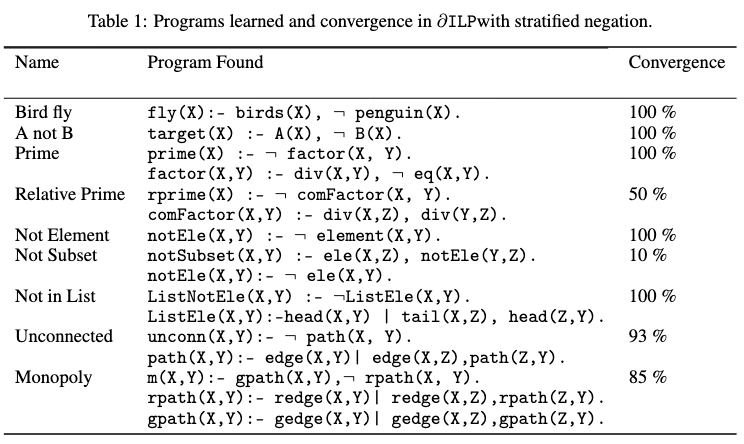 Table 1: Programs learned and convergence in ∂ILPwith stratified negation.
Name Program Found Convergence
Bird fly fly(X):- birds(X), ¬ penguin(X). 100 %
A not B target(X) :- A(X), ¬ B(X). 100 %
Prime prime(X) :- ¬ factor(X, Y). 100 %
factor(X,Y) :- div(X,Y), ¬ eq(X,Y).
Relative Prime rprime(X) :- ¬ comFactor(X, Y). 50 %
comFactor(X,Y) :- div(X,Z), div(Y,Z).
Not Element notEle(X,Y) :- ¬ element(X,Y). 100 %
Not Subset notSubset(X,Y) :- ele(X,Z), notEle(Y,Z). 10 %
notEle(X,Y):- ¬ ele(X,Y).
Not in List ListNotEle(X,Y) :- ¬ListEle(X,Y). 100 %
ListEle(X,Y):-head(X,Y) | tail(X,Z), head(Z,Y).
Unconnected unconn(X,Y):- ¬ path(X, Y). 93 %
path(X,Y):- edge(X,Y)| edge(X,Z),path(Z,Y).
Monopoly m(X,Y):- gpath(X,Y),¬ rpath(X, Y). 85 %
rpath(X,Y):- redge(X,Y)| redge(X,Z),rpath(Z,Y).
gpath(X,Y):- gedge(X,Y)| gedge(X,Z),gpath(Z,Y).